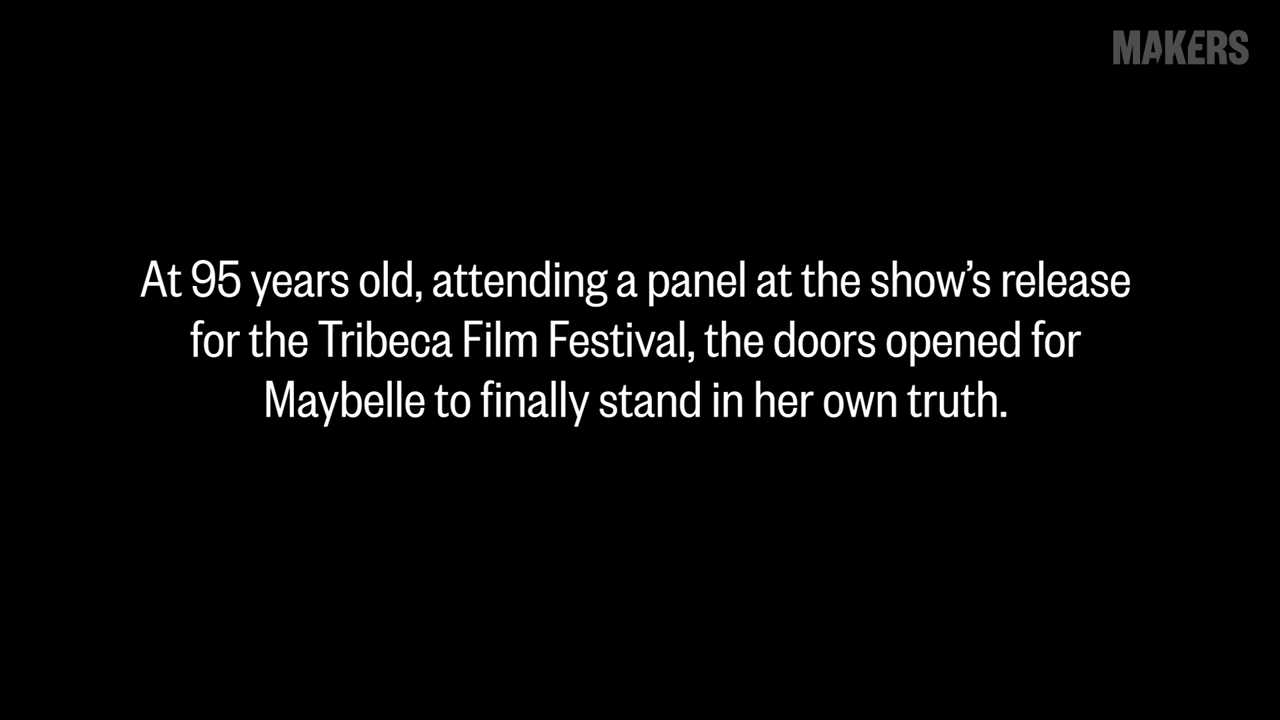 MAKERS
At 95 years old, attending a panel at the show’s release
for the Tribeca Film Festival, the doors opened for
Maybelle to finally stand in her own truth.